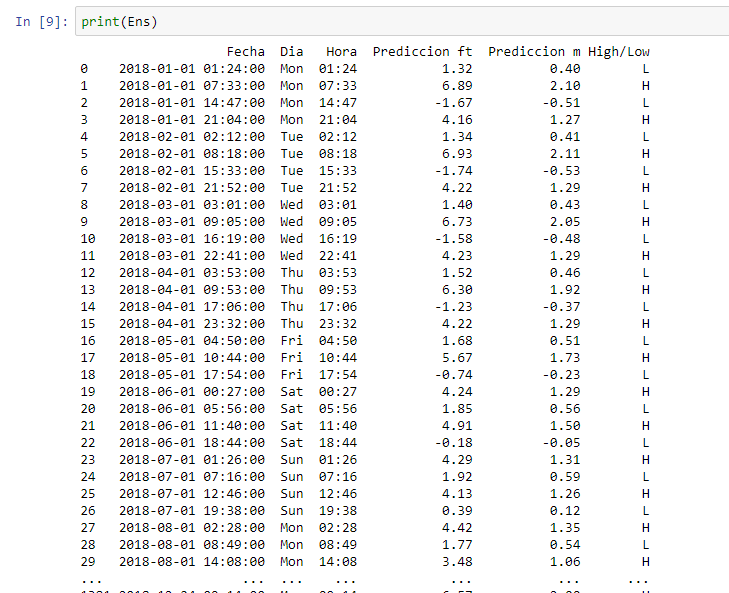 In [9]: print(Ens)
Fecha Dia Hora Prediccion ft Prediccion m High/Low
0 2018-01-01 01:24:00 Mon 01:24 1.32 0.40 L
1 2018-01-01 07:33:00 Mon 07:33 6.89 2.10 H
2 2018-01-01 14:47:00 Mon 14:47 -1.67 -0.51 L
3 2018-01-01 21:04:00 Mon 21:04 4.16 1.27 H
4 2018-02-01 02:12:00 Tue 02:12 1.34 0.41 L
5 2018-02-01 08:18:00 Tue 08:18 6.93 2.11 H
6 2018-02-01 15:33:00 Tue 15:33 -1.74 -0.53 L
7 2018-02-01 21:52:00 Tue 21:52 4.22 1.29 H
8 2018-03-01 03:01:00 Wed 03:01 1.40 0.43 L
9 2018-03-01 09:05:00 Wed 09:05 6.73 2.05 H
10 2018-03-01 16:19:00 Wed 16:19 -1.58 -0.48 L
11 2018-03-01 22:41:00 Wed 22:41 4.23 1.29 H
12 2018-04-01 03:53:00 Thu 03:53 1.52 0.46 L
13 2018-04-01 09:53:00 Thu 09:53 6.30 1.92 H
14 2018-04-01 17:06:00 Thu 17:06 -1.23 -0.37 L
15 2018-04-01 23:32:00 Thu 23:32 4.22 1.29 H
16 2018-05-01 04:50:00 Fri 04:50 1.68 0.51 L
17 2018-05-01 10:44:00 Fri 10:44 5.67 1.73 H
18 2018-05-01 17:54:00 Fri 17:54 -0.74 -0.23 L
19 2018-06-01 00:27:00 Sat 00:27 4.24 1.29 H
20 2018-06-01 05:56:00 Sat 05:56 1.85 0.56 L
21 2018-06-01 11:40:00 Sat 11:40 4.91 1.50 H
22 2018-06-01 18:44:00 Sat 18:44 -0.18 -0.05 L
23 2018-07-01 01:26:00 Sun 01:26 4.29 1.31 H
24 2018-07-01 07:16:00 Sun 07:16 1.92 0.59 L
25 2018-07-01 12:46:00 Sun 12:46 4.13 1.26 H
26 2018-07-01 19:38:00 Sun 19:38 0.39 0.12 L
27 2018-08-01 02:28:00 Mon 02:28 4.42 1.35 H
28 2018-08-01 08:49:00 Mon 08:49 1.77 0.54 L
29 2018-08-01 14:08:00 Mon 14:08 3.48 1.06 H
... ... ... ... ... ... ...